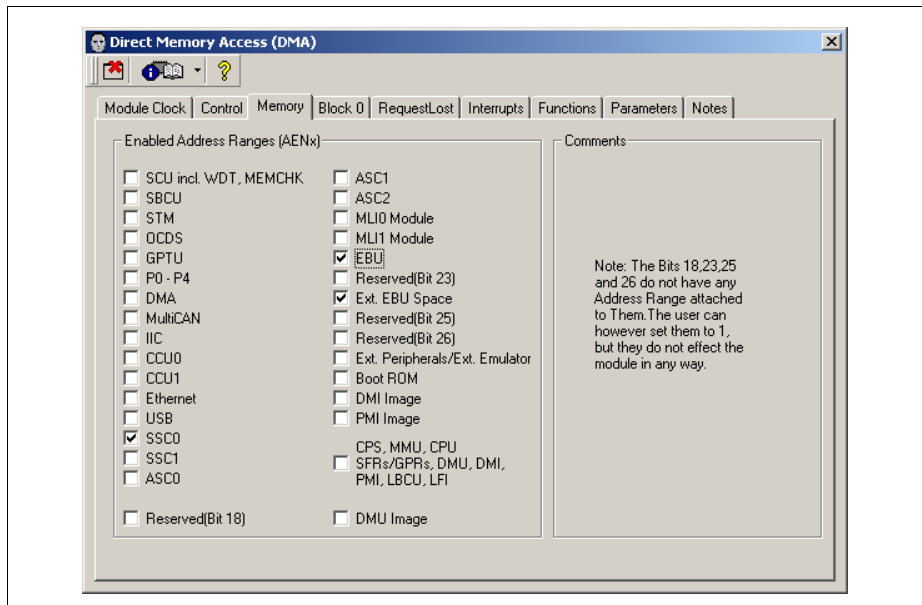 Direct Memory Access (DMA)
Module Clock Control Memory Block 0 RequestLost Interrupts Functions Parameters Notes
Enabled Address Ranges (AENx)
SCU incl. WDT, MEMCHK
SBCU
STM
OCDS
GPTU
P0 - P4
DMA
MultiCAN
IIC
CCU0
CCU1
Ethernet
USB
SSC0
SSC1
ASC0
Reserved(Bit 18)
ASC1
ASC2
MLI0 Module
MLI1 Module
EBU
Reserved(Bit 23)
Ext. EBU Space
Reserved(Bit 25)
Reserved(Bit 26)
Ext. Peripherals/Ext. Emulator
Boot ROM
DMI Image
PMI Image
CPS, MMU, CPU
SFRs/GPRs, DMU, DMI,
PMI, LBCU, LFI
DMU Image
Comments
Note: The Bits 18,23,25
and 26 do not have any
Address Range attached
to Them.The user can
however set them to 1,
but they do not effect the
module in any way.